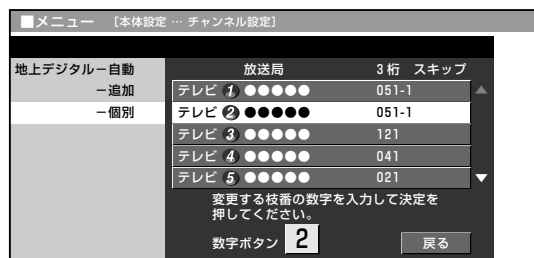 ■メニュー [本体設定 … チャンネル設定]
地上デジタル－自動 放送局 3桁 スキップ
－追加 テレビ 1 ●●●●● 051-1
－個別 テレビ 2 ●●●●● 051-1
テレビ 3 ●●●●● 121
テレビ 4 ●●●●● 041
テレビ 5 ●●●●● 021
変更する枝番の数字を入力して決定を
押してください。
数字ボタン 2 戻る